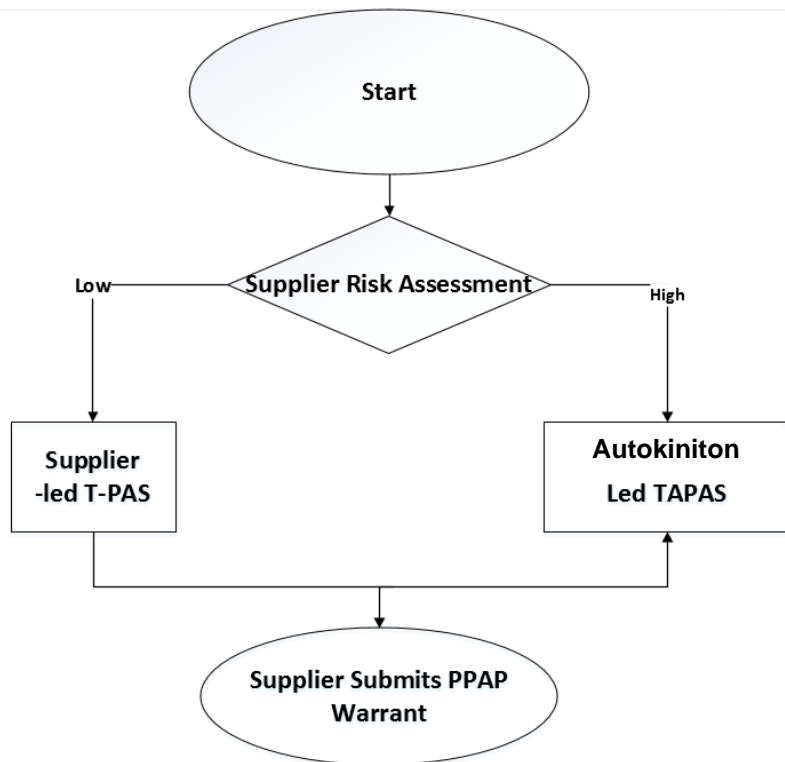 Start
Supplier Risk Assessment
Low
High
Supplier
-led T-PAS
Autokiniton
Led TAPAS
Supplier Submits PPAP
Warrant